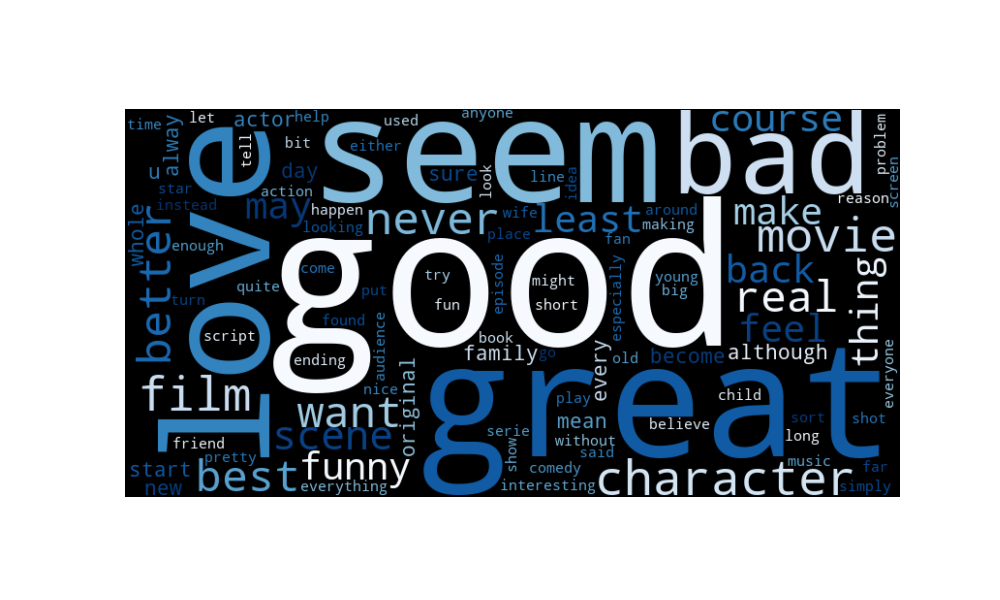 time
let
actor
help
used
anyone
course
problem
alway
love
tell
bit
either
seem
bad
u
day
sure
look
line
idea
screen
star
action
instead
may
happen
looking
never
wife
least
around
reason
make
whole
better
enough
place
fan
making
movie
good
come
try
episode
might
especially
young
big
back
thing
quite
turn
put
fun
short
real
found
audience
script
book
feel
ending
family
go
every
old
become
although
everyone
film
nice
original
great
play
child
want
mean
believe
sort
shot
scene
serie
without
long
friend
pretty
show
said
start
best
funny
comedy
music
far
new
everything
interesting
character
simply